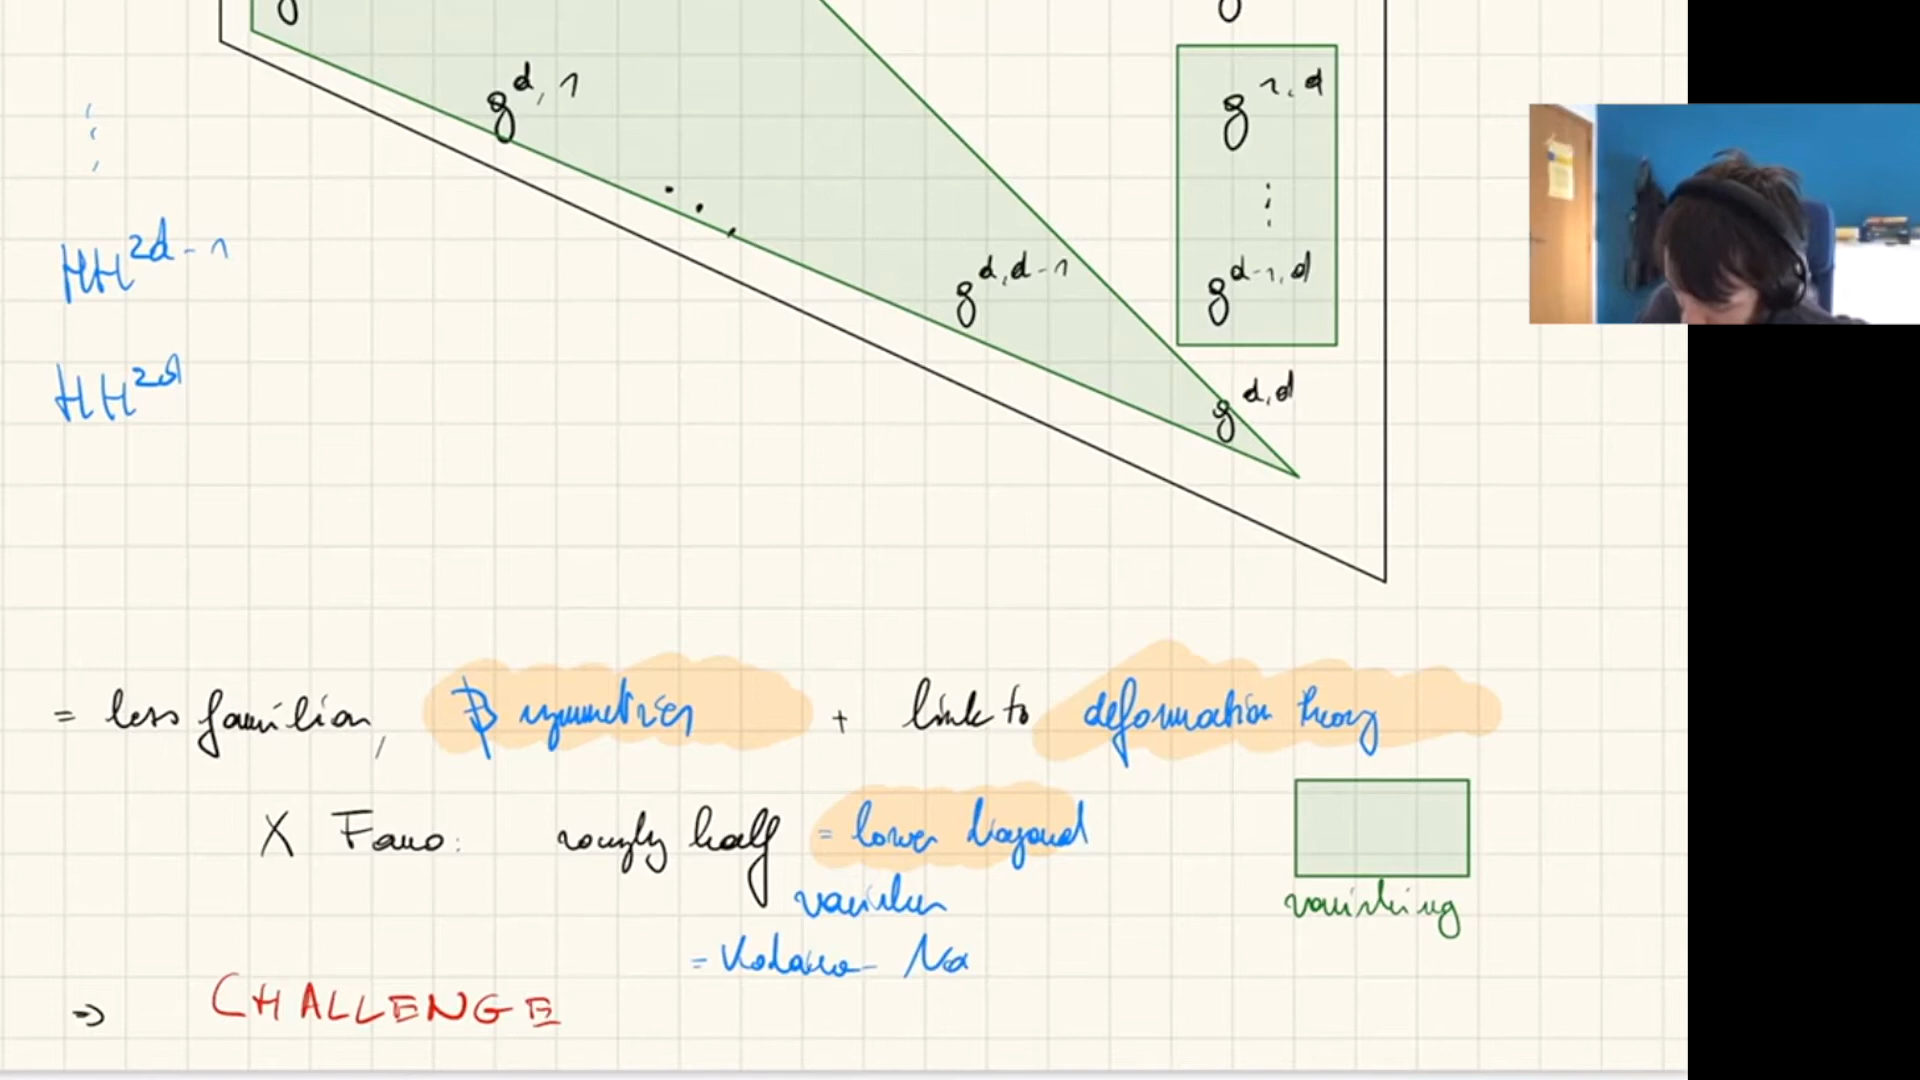 g^{d,1}
g^{1,d}
HH^{2d-1}
g^{d,d-1}
g^{d-1,d}
HH^{2d}
g^{d,d}
= less familiar, ∄ symmetries + link to deformation theory
X Fano: roughly half = lower diagonal
vanishes
vanishing
= Kodaira-Na
⇒ CHALLENGE